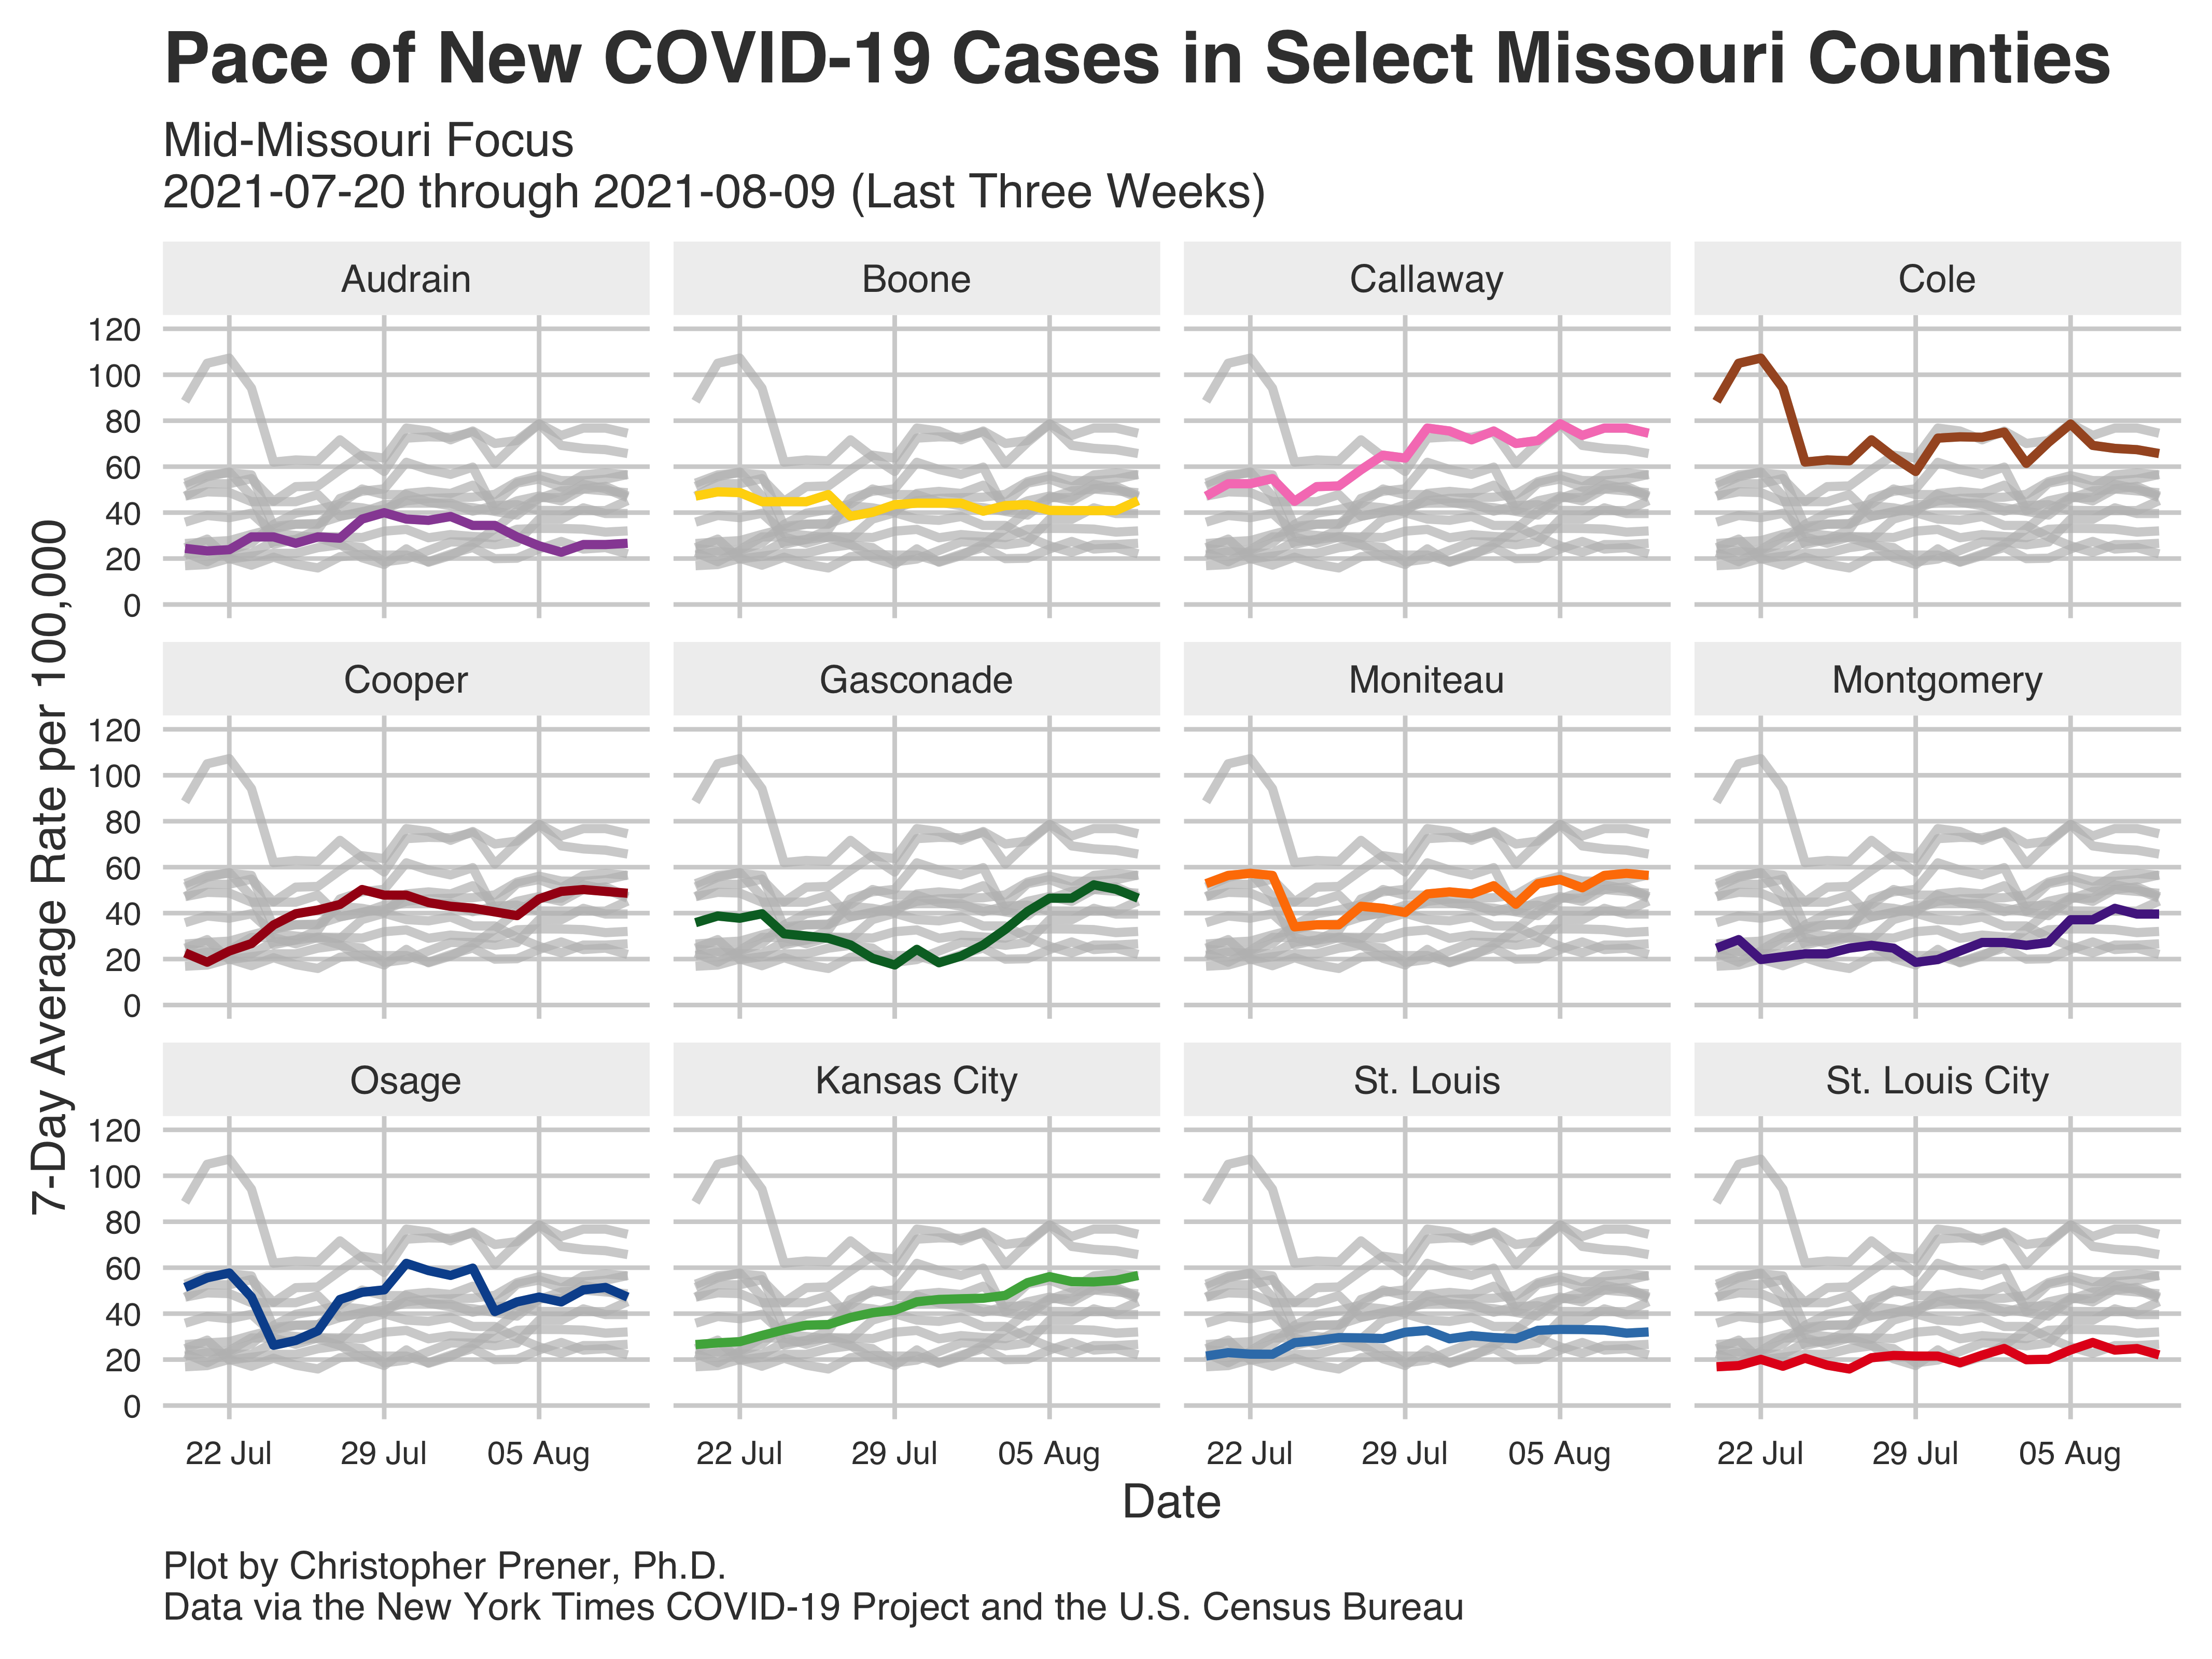 Pace of New COVID-19 Cases in Select Missouri Counties
Mid-Missouri Focus
2021-07-20 through 2021-08-09 (Last Three Weeks)
7-Day Average Rate per 100,000
Audrain
Boone
Callaway
Cole
120
100
80
60
40
20
0
Cooper
Gasconade
Moniteau
Montgomery
120
100
80
60
40
20
0
Osage
Kansas City
St. Louis
St. Louis City
120
100
80
60
40
20
0
22 Jul 29 Jul 05 Aug
22 Jul 29 Jul 05 Aug
22 Jul 29 Jul 05 Aug
22 Jul 29 Jul 05 Aug
Date
Plot by Christopher Prener, Ph.D.
Data via the New York Times COVID-19 Project and the U.S. Census Bureau